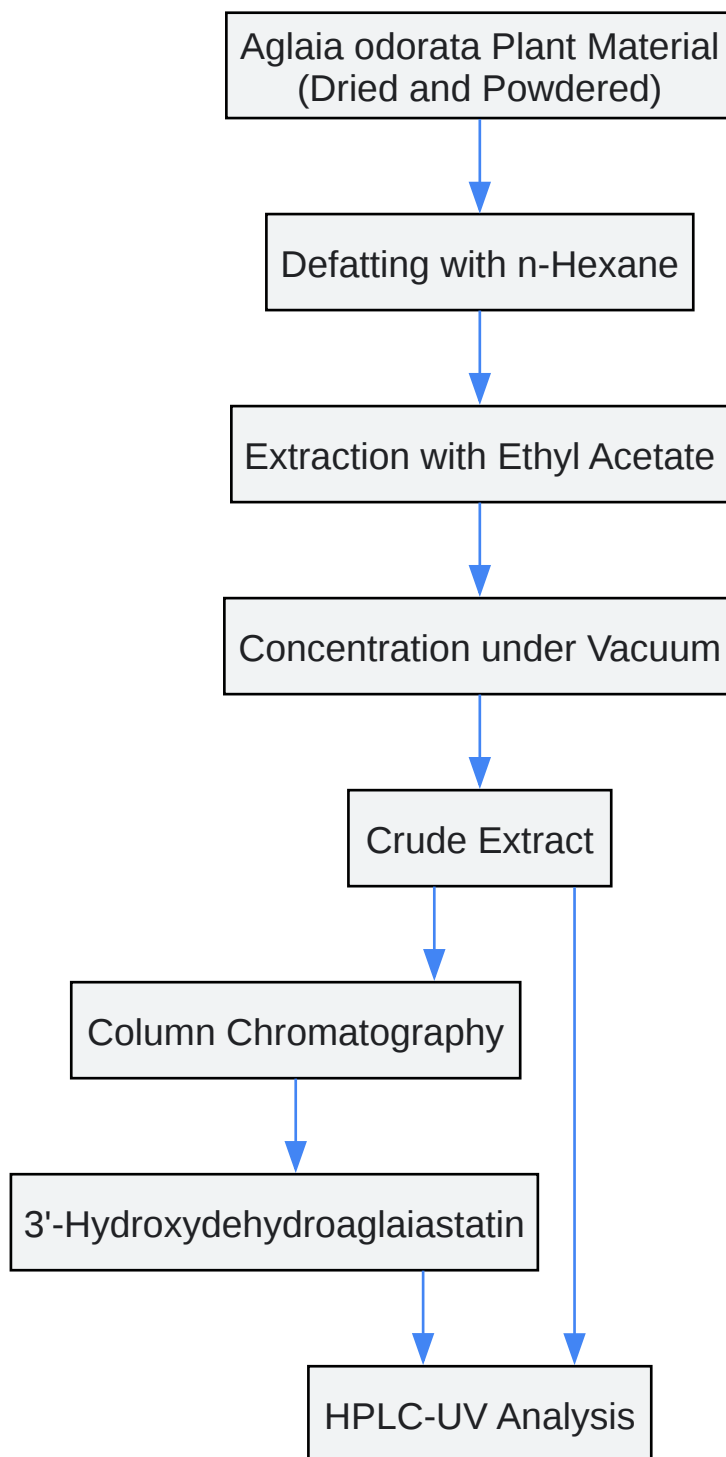 Aglaia odorata Plant Material
(Dried and Powdered)
Defatting with n-Hexane
Extraction with Ethyl Acetate
Concentration under Vacuum
Crude Extract
Column Chromatography
3'-Hydroxydehydroaglaiastatin
HPLC-UV Analysis